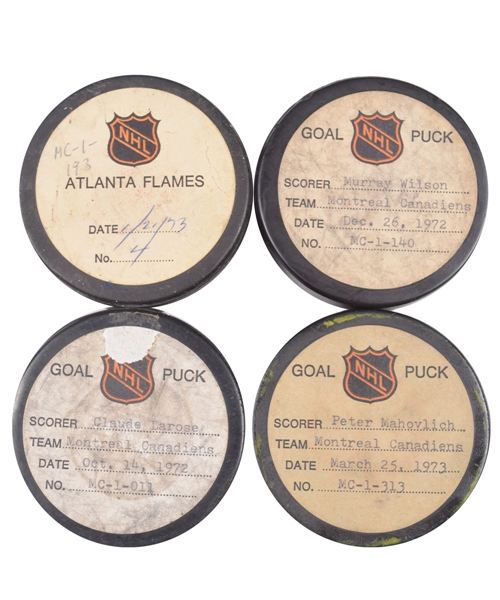 NHL
MC-1-
193
ATLANTA FLAMES
DATE 1/2/73
No. 4
NHL
GOAL PUCK
SCORER Murray Wilson
TEAM Montreal Canadiens
DATE Dec. 26, 1972
NO. MC-1-140
NHL
GOAL PUCK
SCORER Claude Larose
TEAM Montreal Canadiens
DATE Oct. 14, 1972
NO. MC-1-011
NHL
GOAL PUCK
SCORER Peter Mahovlich
TEAM Montreal Canadiens
DATE March 25, 1973
NO. MC-1-313